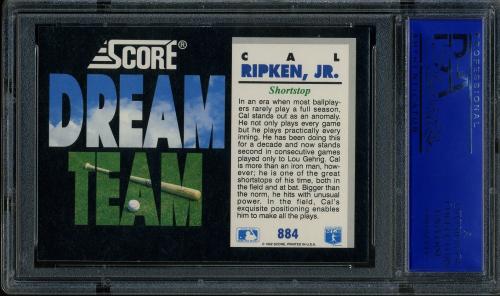 SCORE®
DREAM
TEAM
CAL
RIPKEN, JR.
Shortstop
In an era when most ballplay-
ers rarely play a full season,
Cal stands out as an anomaly.
He not only plays every game
but he plays practically every
inning. He has been doing this
for a decade and now stands
second in consecutive games
played only to Lou Gehrig. Cal
is more than an iron man, how-
ever; he is one of the great
shortstops of his time, both in
the field and at bat. Bigger than
the norm, he hits with unusual
power. In the field, Cal's
exquisite positioning enables
him to make all the plays.
884
© 1992 SCORE, PRINTED IN U.S.A.
PROFESSIONAL